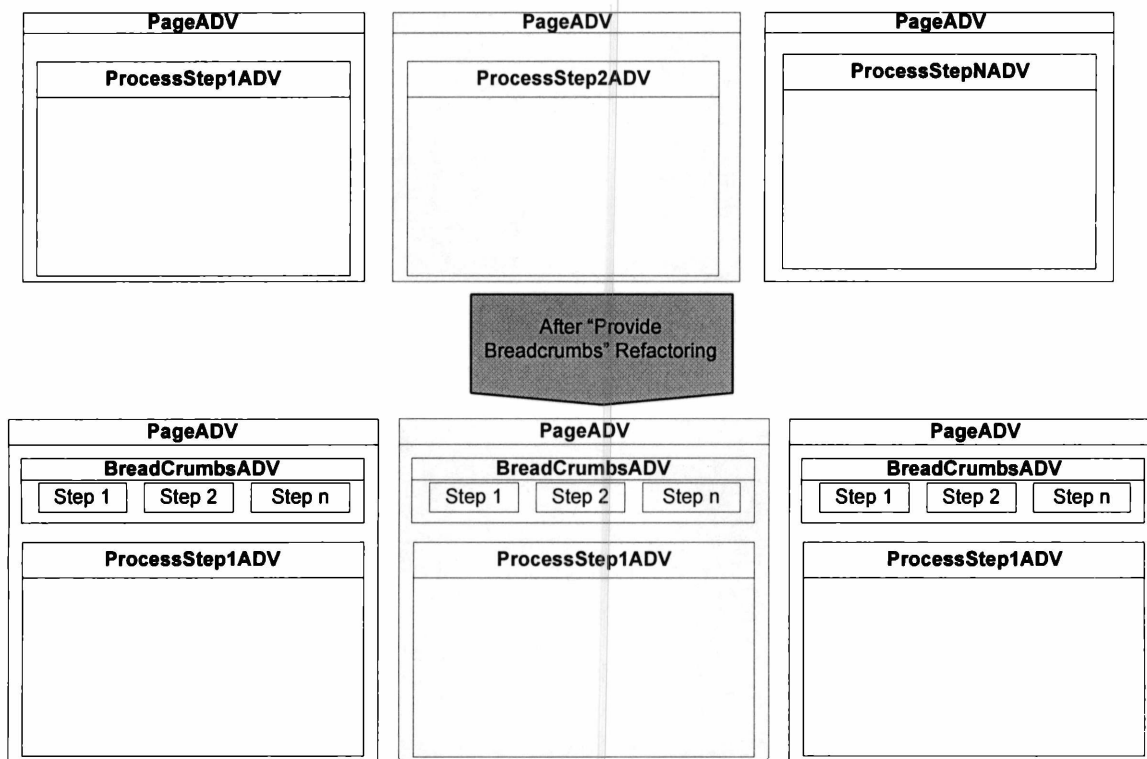 PageADV
PageADV
PageADV
ProcessStep1ADV
ProcessStep2ADV
ProcessStepNADV
After “Provide
Breadcrumbs” Refactoring
PageADV
PageADV
PageADV
BreadCrumbsADV
BreadCrumbsADV
BreadCrumbsADV
Step 1 Step 2 Step n
Step 1 Step 2 Step n
Step 1 Step 2 Step n
ProcessStep1ADV
ProcessStep1ADV
ProcessStep1ADV